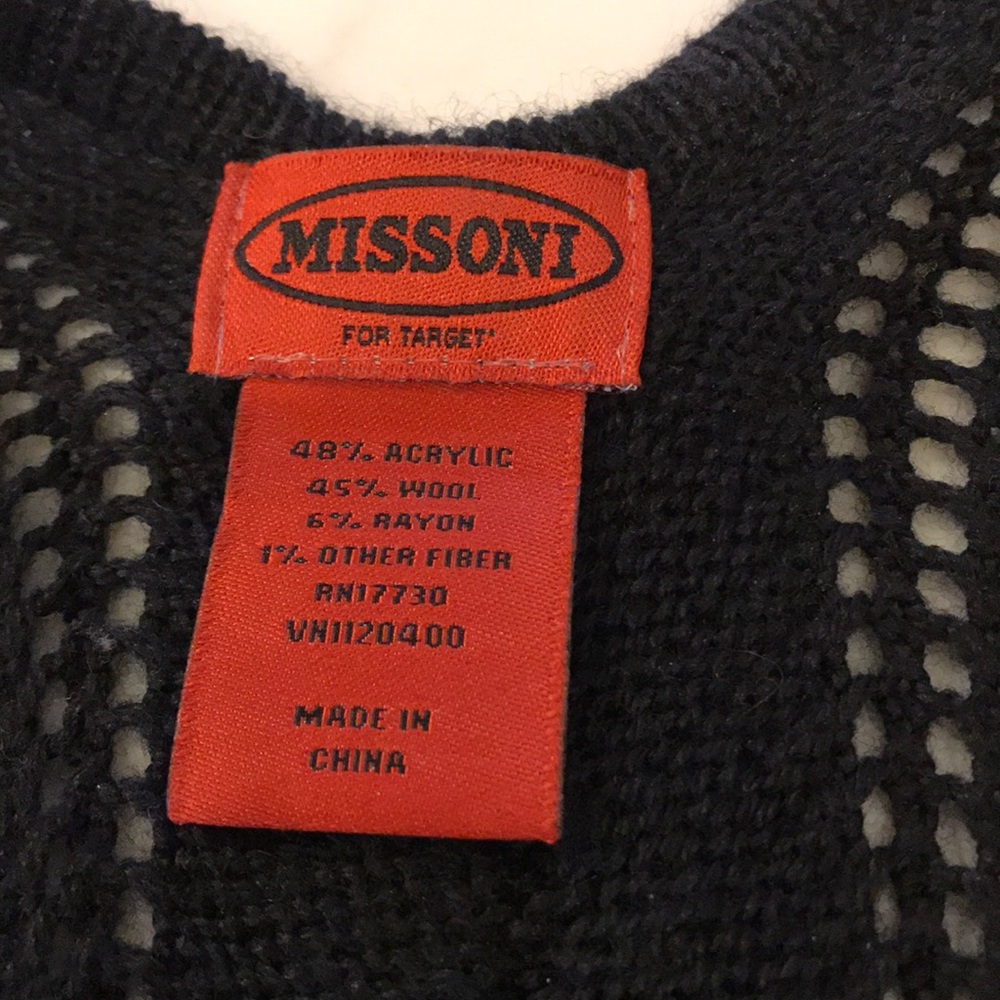 MISSONI
FOR TARGET*
48% ACRYLIC
45% WOOL
6% RAYON
1% OTHER FIBER
RN17730
VN1120400
MADE IN
CHINA